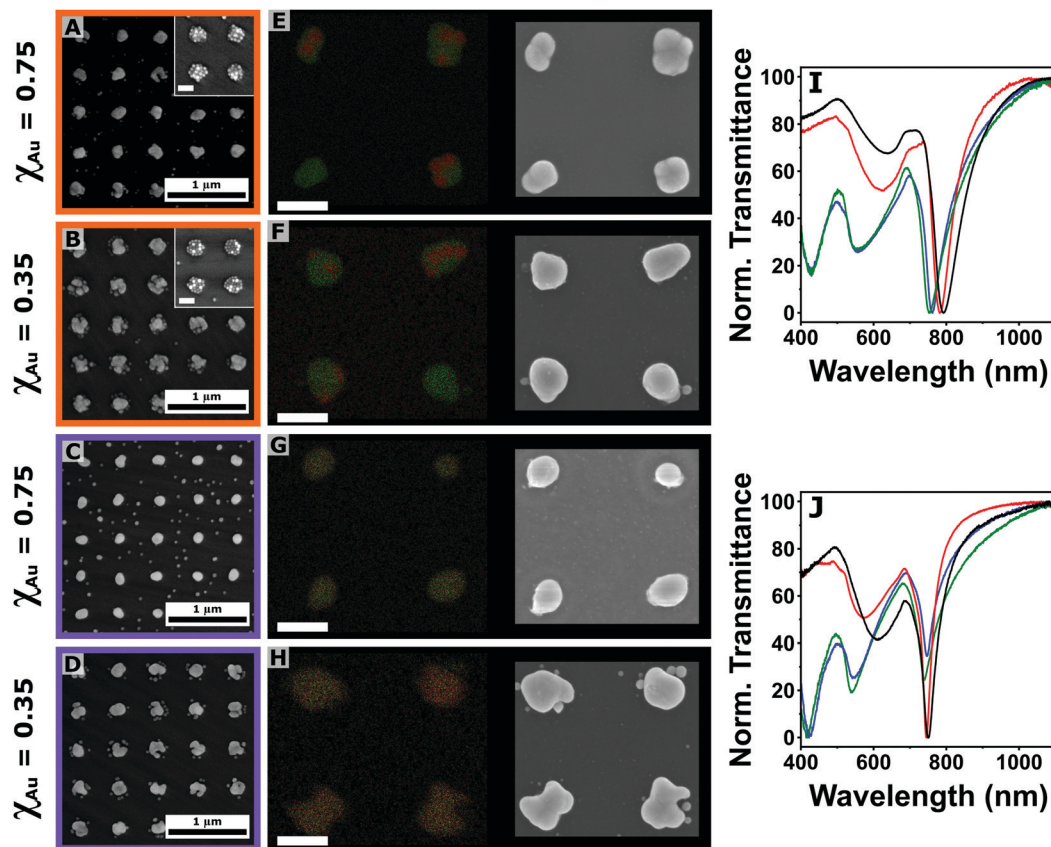 χAu = 0.75
A
1 µm
E
χAu = 0.35
B
1 µm
F
χAu = 0.75
C
1 µm
G
χAu = 0.35
D
1 µm
H
I
Norm. Transmittance
100
80
60
40
20
0
400 600 800 1000
Wavelength (nm)
J
Norm. Transmittance
100
80
60
40
20
0
400 600 800 1000
Wavelength (nm)